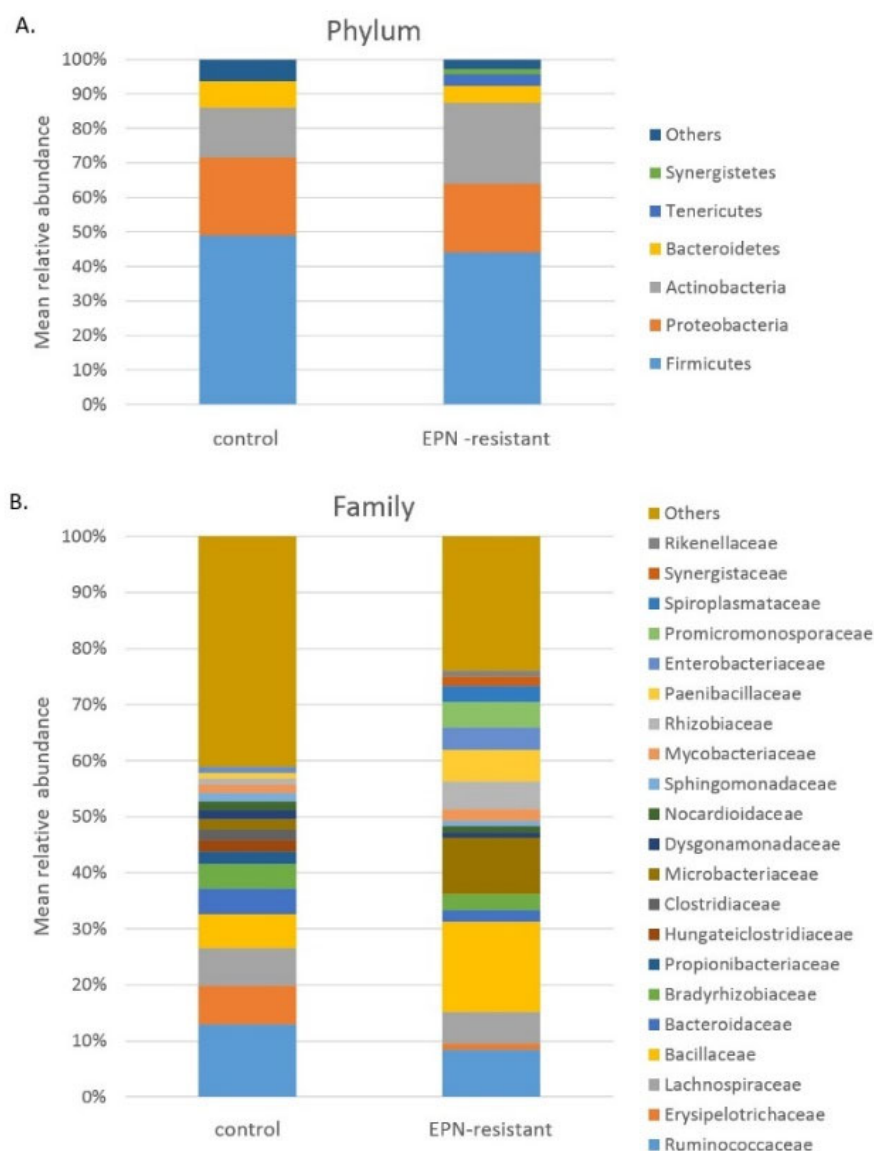 A.
Phylum
100%
90%
80%
70%
60%
50%
40%
30%
20%
10%
0%
Mean relative abundance
control
EPN -resistant
Others
Synergistetes
Tenericutes
Bacteroidetes
Actinobacteria
Proteobacteria
Firmicutes
B.
Family
100%
90%
80%
70%
60%
50%
40%
30%
20%
10%
0%
Mean relative abundance
control
EPN-resistant
Others
Rikenellaceae
Synergistaceae
Spiroplasmataceae
Promicromonosporaceae
Enterobacteriaceae
Paenibacillaceae
Rhizobiaceae
Mycobacteriaceae
Sphingomonadaceae
Nocardioidaceae
Dysgonamonadaceae
Microbacteriaceae
Clostridiaceae
Hungateiclostridiaceae
Propionibacteriaceae
Bradyrhizobiaceae
Bacteroidaceae
Bacillaceae
Lachnospiraceae
Erysipelotrichaceae
Ruminococcaceae